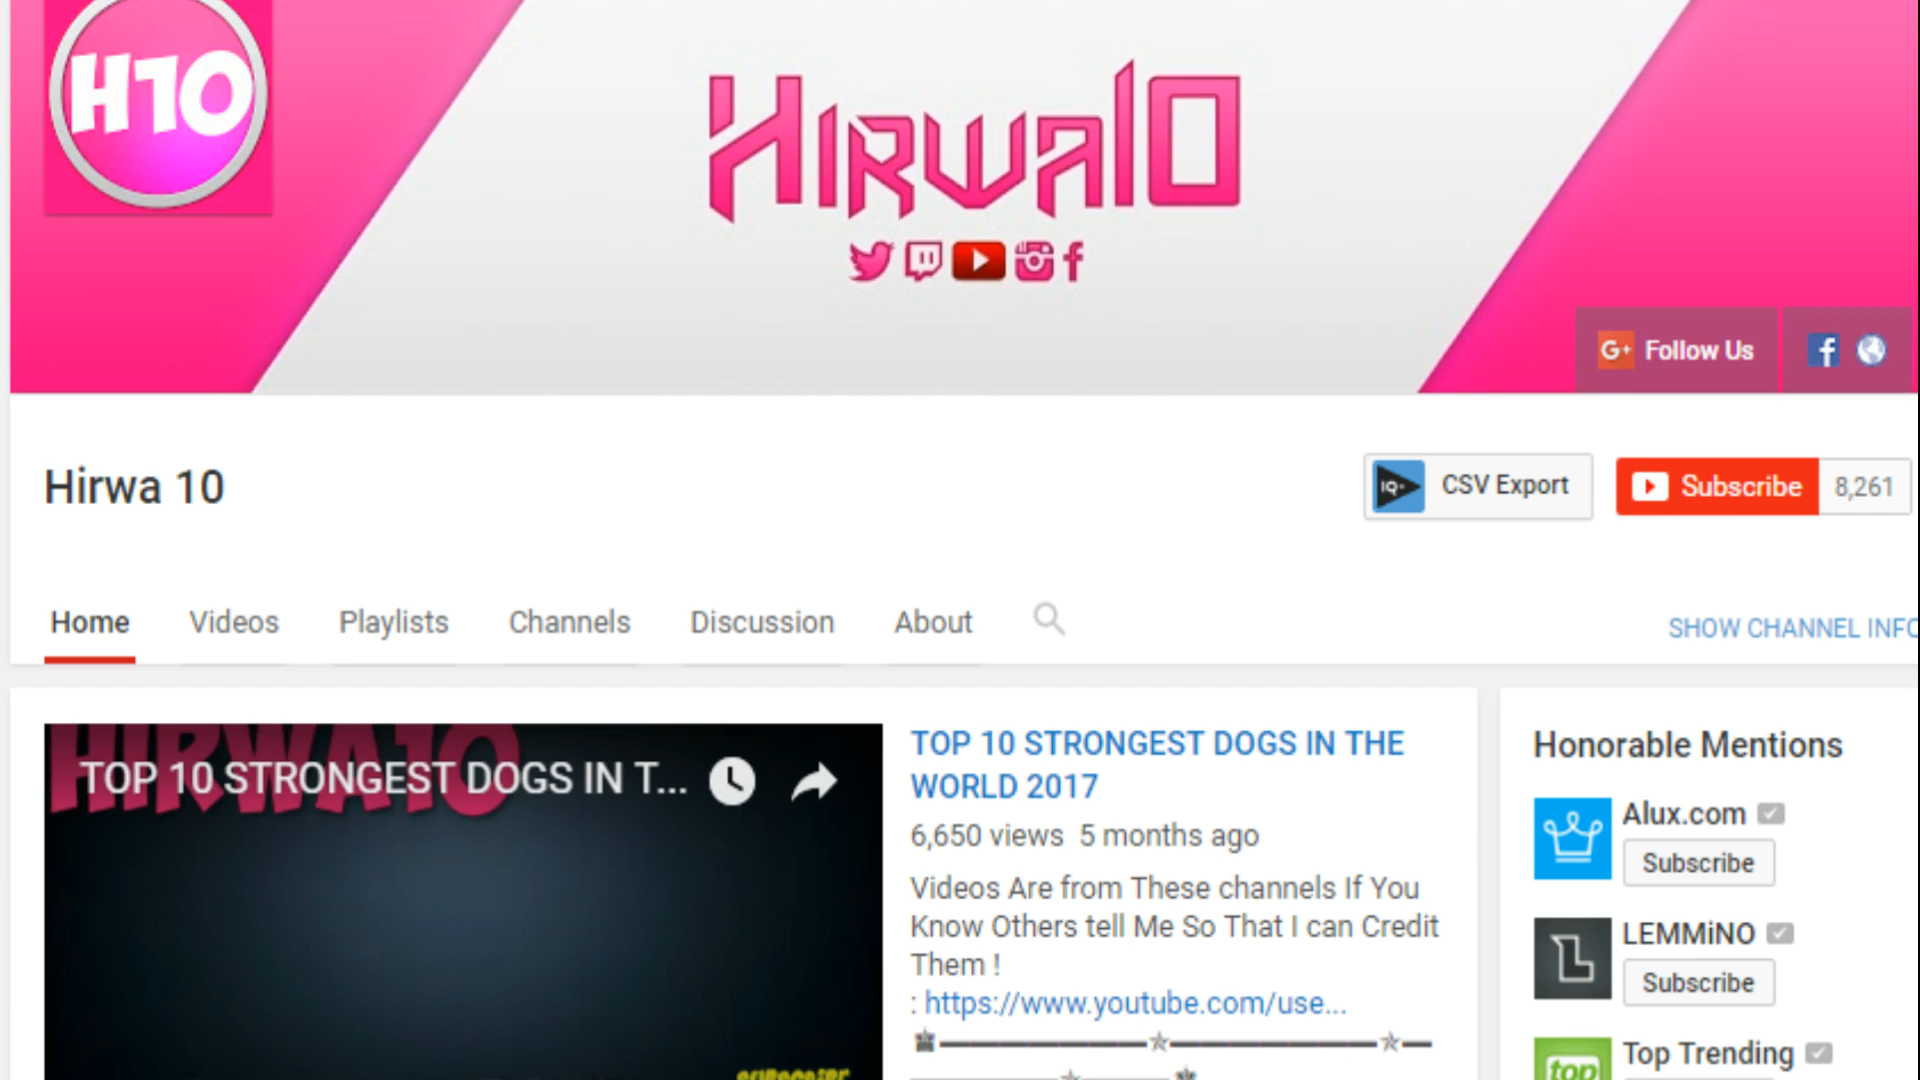 H10
HIRWA10
G+ Follow Us
f
Hirwa 10
IQ
CSV Export
Subscribe 8,261
Home Videos Playlists Channels Discussion About
SHOW CHANNEL INFO
HIRWA10
TOP 10 STRONGEST DOGS IN T...
TOP 10 STRONGEST DOGS IN THE
WORLD 2017
6,650 views 5 months ago
Videos Are from These channels If You
Know Others tell Me So That I can Credit
Them !
: https://www.youtube.com/use...
Honorable Mentions
Alux.com
Subscribe
LEMMiNO
Subscribe
top
Top Trending